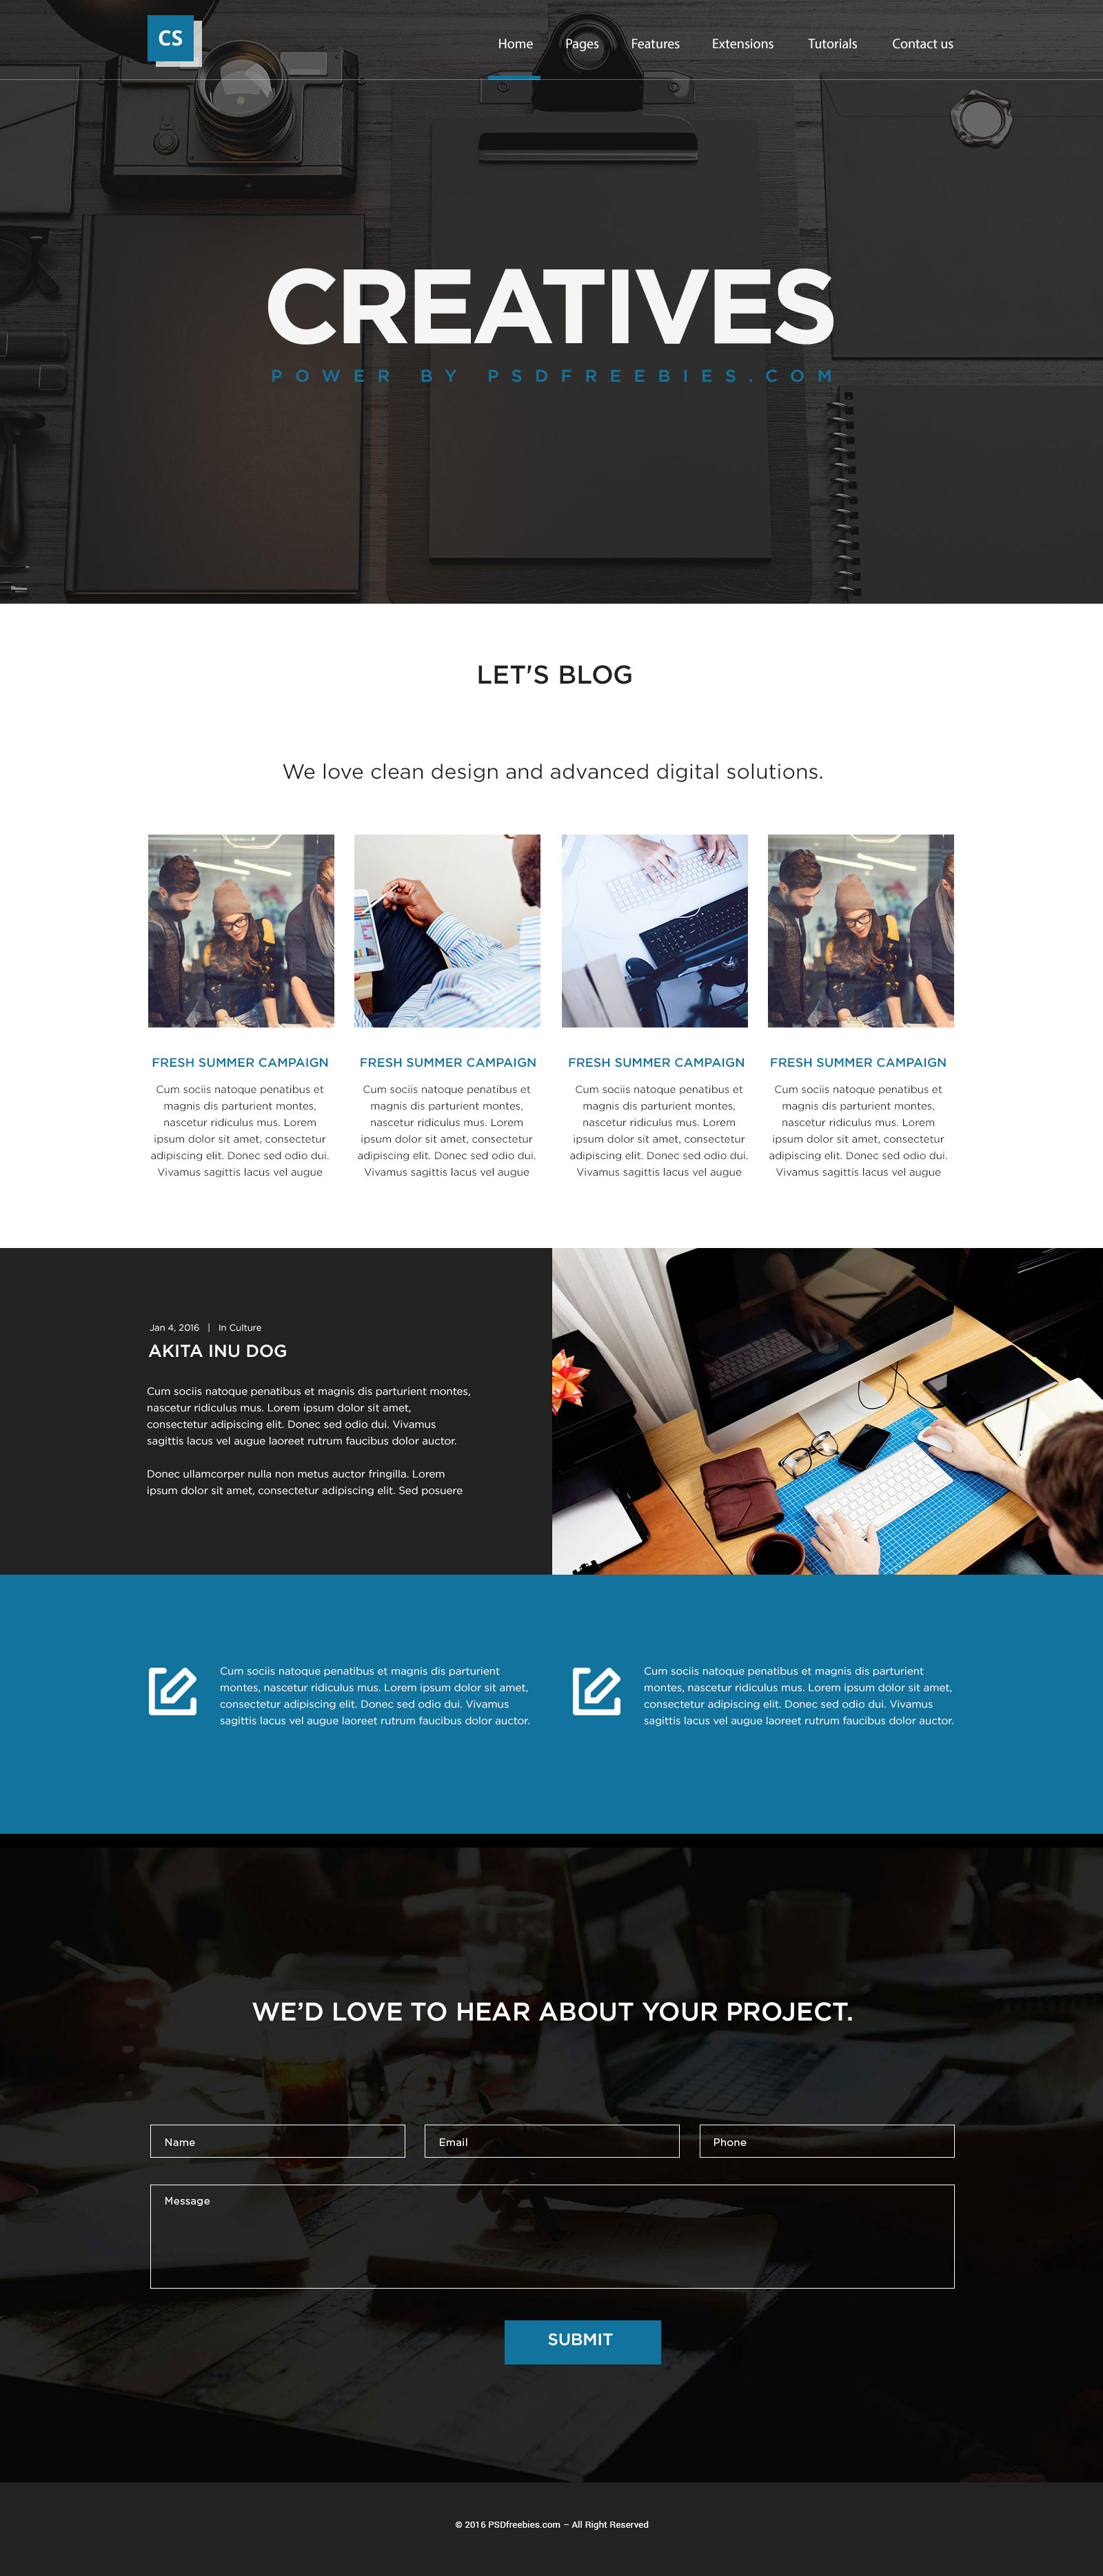 CS
Home Pages Features Extensions Tutorials Contact us
CREATIVES
POWER BY PSDFREEBIES.COM
LET'S BLOG
We love clean design and advanced digital solutions.
FRESH SUMMER CAMPAIGN
Cum sociis natoque penatibus et
magnis dis parturient montes,
nascetur ridiculus mus. Lorem
ipsum dolor sit amet, consectetur
adipiscing elit. Donec sed odio dui.
Vivamus sagittis lacus vel augue
FRESH SUMMER CAMPAIGN
Cum sociis natoque penatibus et
magnis dis parturient montes,
nascetur ridiculus mus. Lorem
ipsum dolor sit amet, consectetur
adipiscing elit. Donec sed odio dui.
Vivamus sagittis lacus vel augue
FRESH SUMMER CAMPAIGN
Cum sociis natoque penatibus et
magnis dis parturient montes,
nascetur ridiculus mus. Lorem
ipsum dolor sit amet, consectetur
adipiscing elit. Donec sed odio dui.
Vivamus sagittis lacus vel augue
FRESH SUMMER CAMPAIGN
Cum sociis natoque penatibus et
magnis dis parturient montes,
nascetur ridiculus mus. Lorem
ipsum dolor sit amet, consectetur
adipiscing elit. Donec sed odio dui.
Vivamus sagittis lacus vel augue
Jan 4, 2016 | In Culture
AKITA INU DOG
Cum sociis natoque penatibus et magnis dis parturient montes,
nascetur ridiculus mus. Lorem ipsum dolor sit amet,
consectetur adipiscing elit. Donec sed odio dui. Vivamus
sagittis lacus vel augue laoreet rutrum faucibus dolor auctor.
Donec ullamcorper nulla non metus auctor fringilla. Lorem
ipsum dolor sit amet, consectetur adipiscing elit. Sed posuere
Cum sociis natoque penatibus et magnis dis parturient
montes, nascetur ridiculus mus. Lorem ipsum dolor sit amet,
consectetur adipiscing elit. Donec sed odio dui. Vivamus
sagittis lacus vel augue laoreet rutrum faucibus dolor auctor.
Cum sociis natoque penatibus et magnis dis parturient
montes, nascetur ridiculus mus. Lorem ipsum dolor sit amet,
consectetur adipiscing elit. Donec sed odio dui. Vivamus
sagittis lacus vel augue laoreet rutrum faucibus dolor auctor.
WE’D LOVE TO HEAR ABOUT YOUR PROJECT.
Name Email Phone
Message
SUBMIT
© 2016 PSDfreebies.com – All Right Reserved